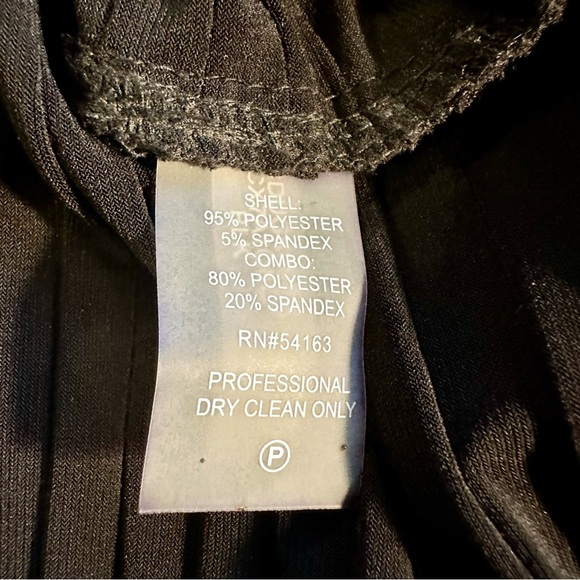 SHELL:
95% POLYESTER
5% SPANDEX
COMBO:
80% POLYESTER
20% SPANDEX
RN#54163
PROFESSIONAL
DRY CLEAN ONLY
P